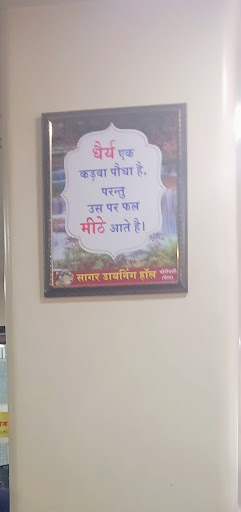 धैर्य एक
कड़वा पौधा है,
परन्तु
उस पर फल
मीठे आते है।
सागर डायनिंग हॉल